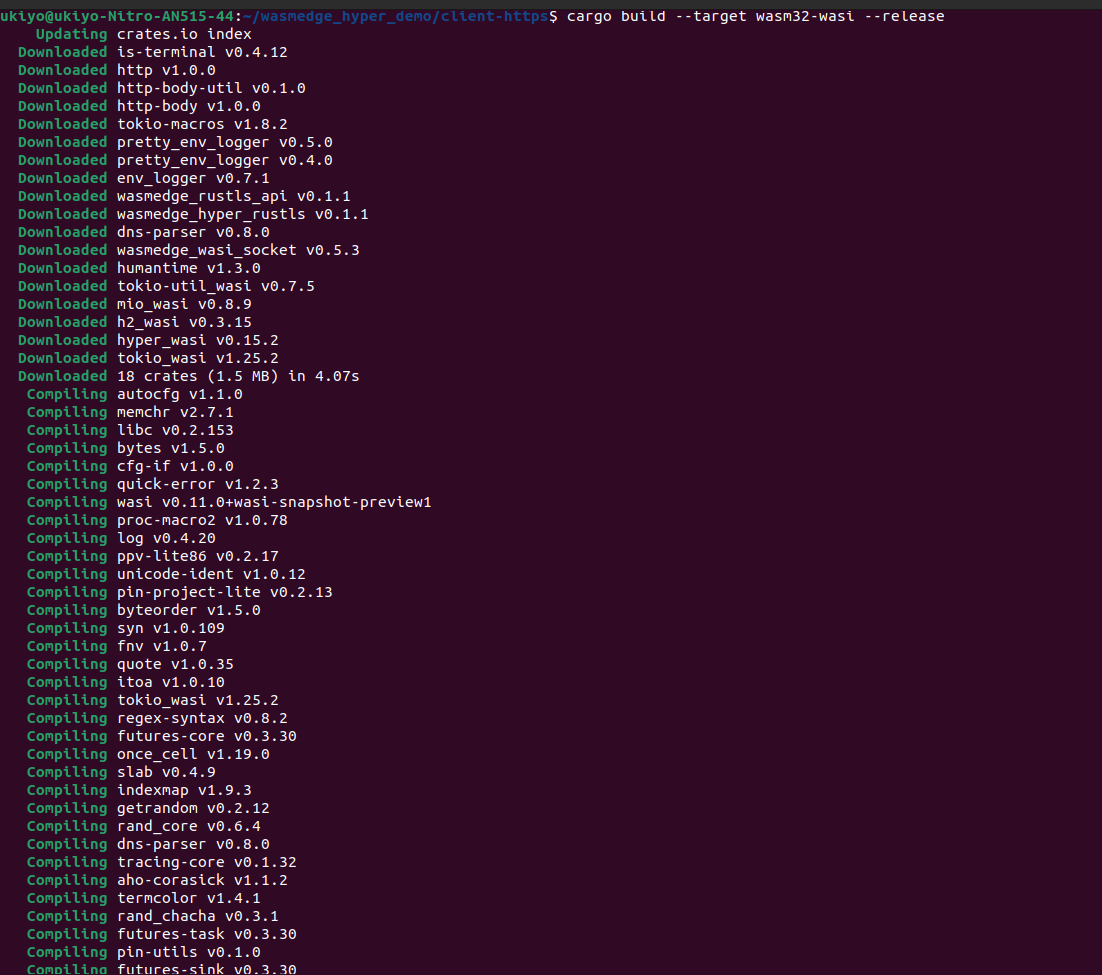 ukiyo@ukiyo-Nitro-AN515-44:~/wasmedge_hyper_demo/client-https$ cargo build --target wasm32-wasi --release
    Updating crates.io index
  Downloaded is-terminal v0.4.12
  Downloaded http v1.0.0
  Downloaded http-body-util v0.1.0
  Downloaded http-body v1.0.0
  Downloaded tokio-macros v1.8.2
  Downloaded pretty_env_logger v0.5.0
  Downloaded pretty_env_logger v0.4.0
  Downloaded env_logger v0.7.1
  Downloaded wasmedge_rustls_api v0.1.1
  Downloaded wasmedge_hyper_rustls v0.1.1
  Downloaded dns-parser v0.8.0
  Downloaded wasmedge_wasi_socket v0.5.3
  Downloaded humantime v1.3.0
  Downloaded tokio-util_wasi v0.7.5
  Downloaded mio_wasi v0.8.9
  Downloaded h2_wasi v0.3.15
  Downloaded hyper_wasi v0.15.2
  Downloaded tokio_wasi v1.25.2
  Downloaded 18 crates (1.5 MB) in 4.07s
   Compiling autocfg v1.1.0
   Compiling memchr v2.7.1
   Compiling libc v0.2.153
   Compiling bytes v1.5.0
   Compiling cfg-if v1.0.0
   Compiling quick-error v1.2.3
   Compiling wasi v0.11.0+wasi-snapshot-preview1
   Compiling proc-macro2 v1.0.78
   Compiling log v0.4.20
   Compiling ppv-lite86 v0.2.17
   Compiling unicode-ident v1.0.12
   Compiling pin-project-lite v0.2.13
   Compiling byteorder v1.5.0
   Compiling syn v1.0.109
   Compiling fnv v1.0.7
   Compiling quote v1.0.35
   Compiling itoa v1.0.10
   Compiling tokio_wasi v1.25.2
   Compiling regex-syntax v0.8.2
   Compiling futures-core v0.3.30
   Compiling once_cell v1.19.0
   Compiling slab v0.4.9
   Compiling indexmap v1.9.3
   Compiling getrandom v0.2.12
   Compiling rand_core v0.6.4
   Compiling dns-parser v0.8.0
   Compiling tracing-core v0.1.32
   Compiling aho-corasick v1.1.2
   Compiling termcolor v1.4.1
   Compiling rand_chacha v0.3.1
   Compiling futures-task v0.3.30
   Compiling pin-utils v0.1.0
   Compiling futures-sink v0.3.30